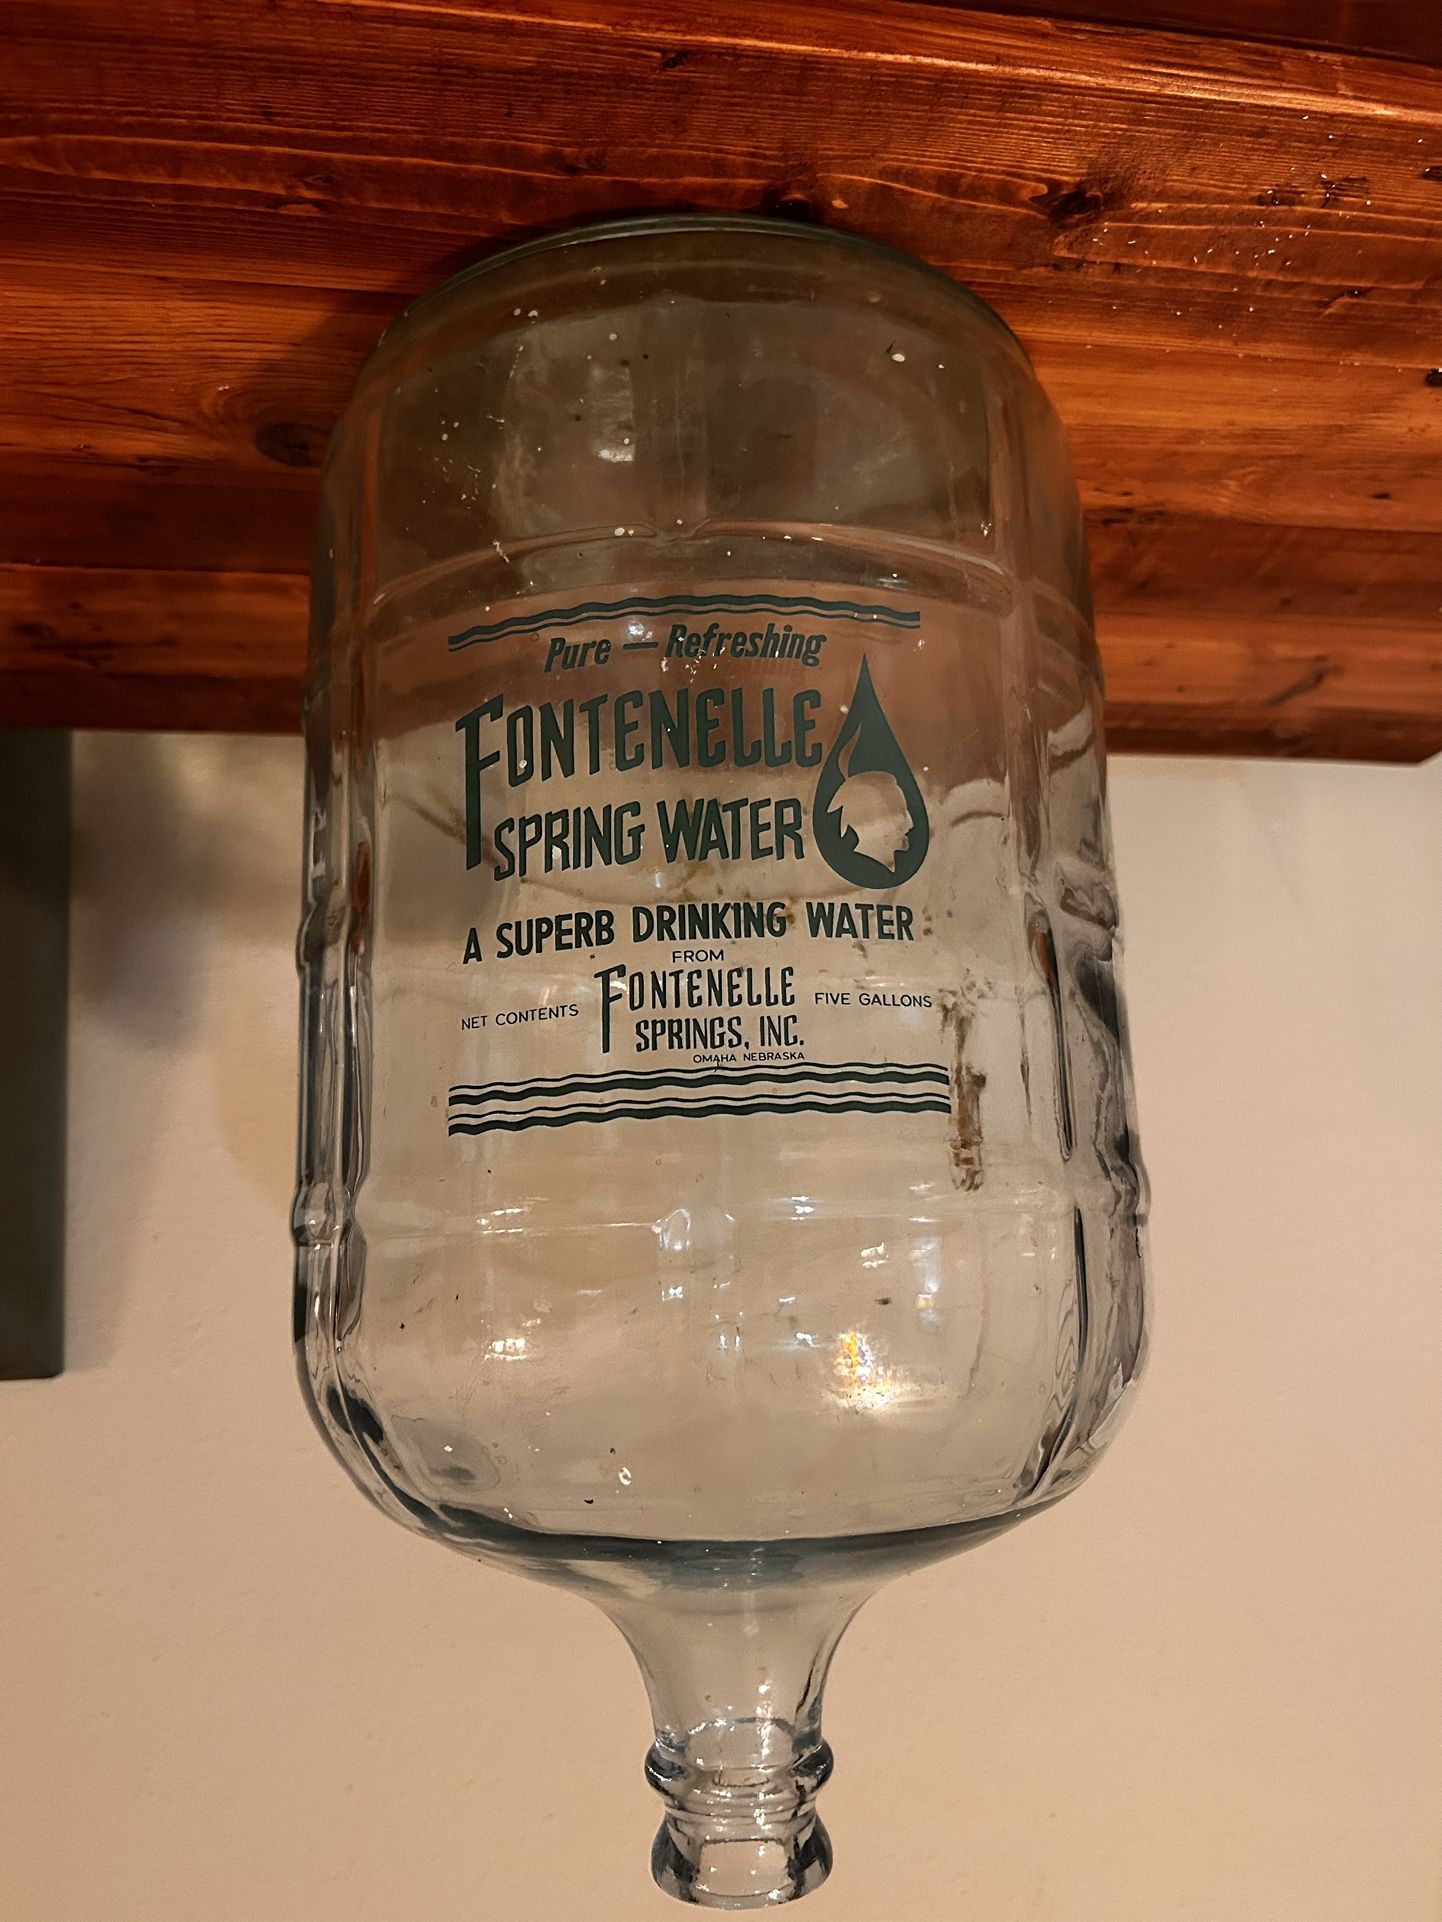 Pure — Refreshing
FONTENELLE
SPRING WATER
A SUPERB DRINKING WATER
FROM
NET CONTENTS FONTENELLE FIVE GALLONS
SPRINGS, INC.
OMAHA NEBRASKA